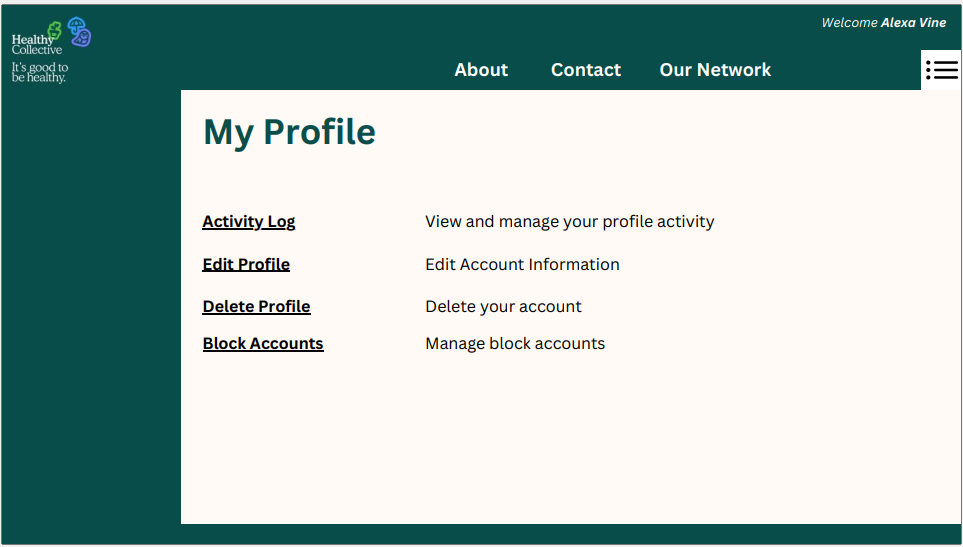 Healthy
Collective
It's good to
be healthy.
Welcome Alexa Vine
About Contact Our Network
My Profile
Activity Log View and manage your profile activity
Edit Profile Edit Account Information
Delete Profile Delete your account
Block Accounts Manage block accounts